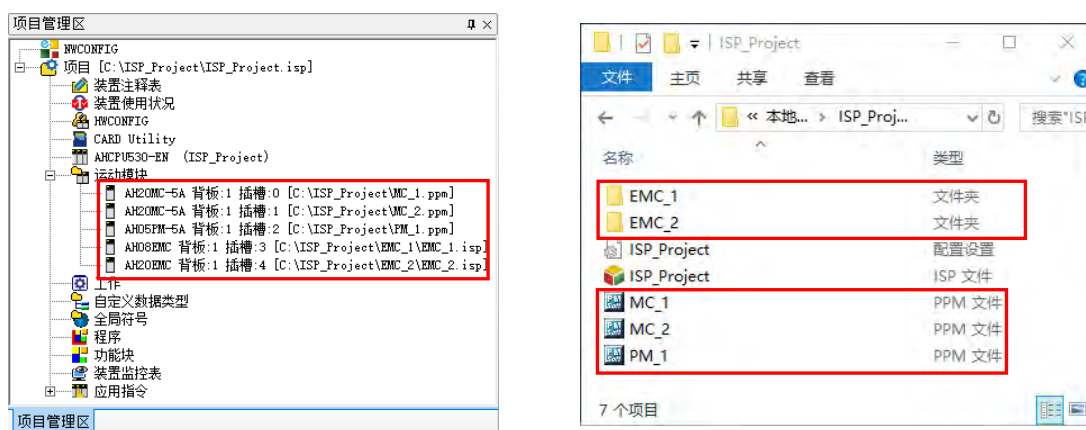 项目管理区
NWCONFIG
项目 [C:\ISP_Project\ISP_Project.isp]
装置注释表
装置使用状况
HWCONFIG
CARD Utility
AHCPU530-EN (ISP_Project)
运动模块
AH20MC-5A 背板:1 插槽:0 [C:\ISP_Project\MC_1.ppm]
AH20MC-5A 背板:1 插槽:1 [C:\ISP_Project\MC_2.ppm]
AH05PM-5A 背板:1 插槽:2 [C:\ISP_Project\PM_1.ppm]
AH08EMC 背板:1 插槽:3 [C:\ISP_Project\EMC_1\EMC_1.isp]
AH20EMC 背板:1 插槽:4 [C:\ISP_Project\EMC_2\EMC_2.isp]
工作
自定义数据类型
全局符号
程序
功能块
装置监控表
应用指令
项目管理区
ISP_Project
文件 主页 共享 查看
« 本地... › ISP_Proj... 搜索"ISP
名称 类型
EMC_1 文件夹
EMC_2 文件夹
ISP_Project 配置设置
ISP_Project ISP 文件
MC_1 PPM 文件
MC_2 PPM 文件
PM_1 PPM 文件
7 个项目